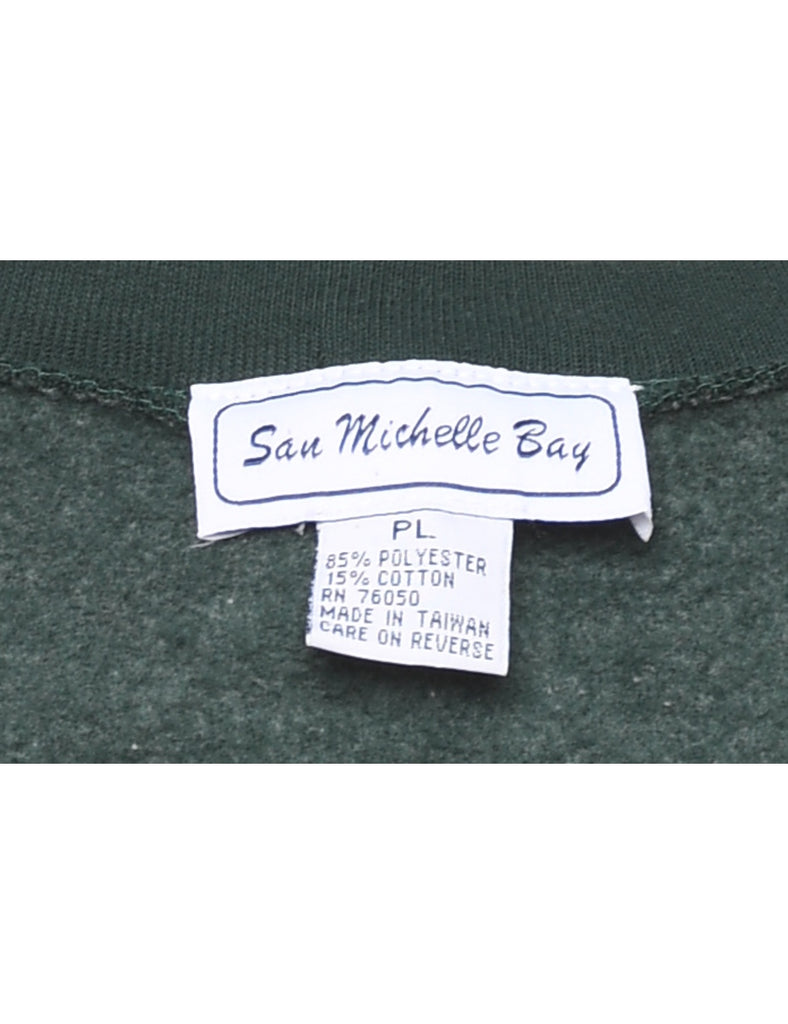 San Michelle Bay
PL
85% POLYESTER
15% COTTON
RN 76050
MADE IN TAIWAN
CARE ON REVERSE